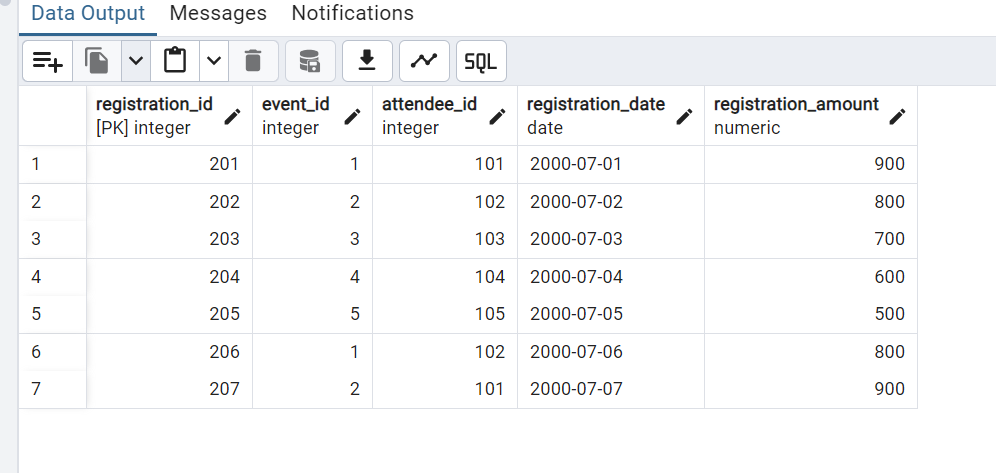 Data Output Messages Notifications
SQL
registration_id event_id attendee_id registration_date registration_amount
[PK] integer integer integer date numeric
1 201 1 101 2000-07-01 900
2 202 2 102 2000-07-02 800
3 203 3 103 2000-07-03 700
4 204 4 104 2000-07-04 600
5 205 5 105 2000-07-05 500
6 206 1 102 2000-07-06 800
7 207 2 101 2000-07-07 900